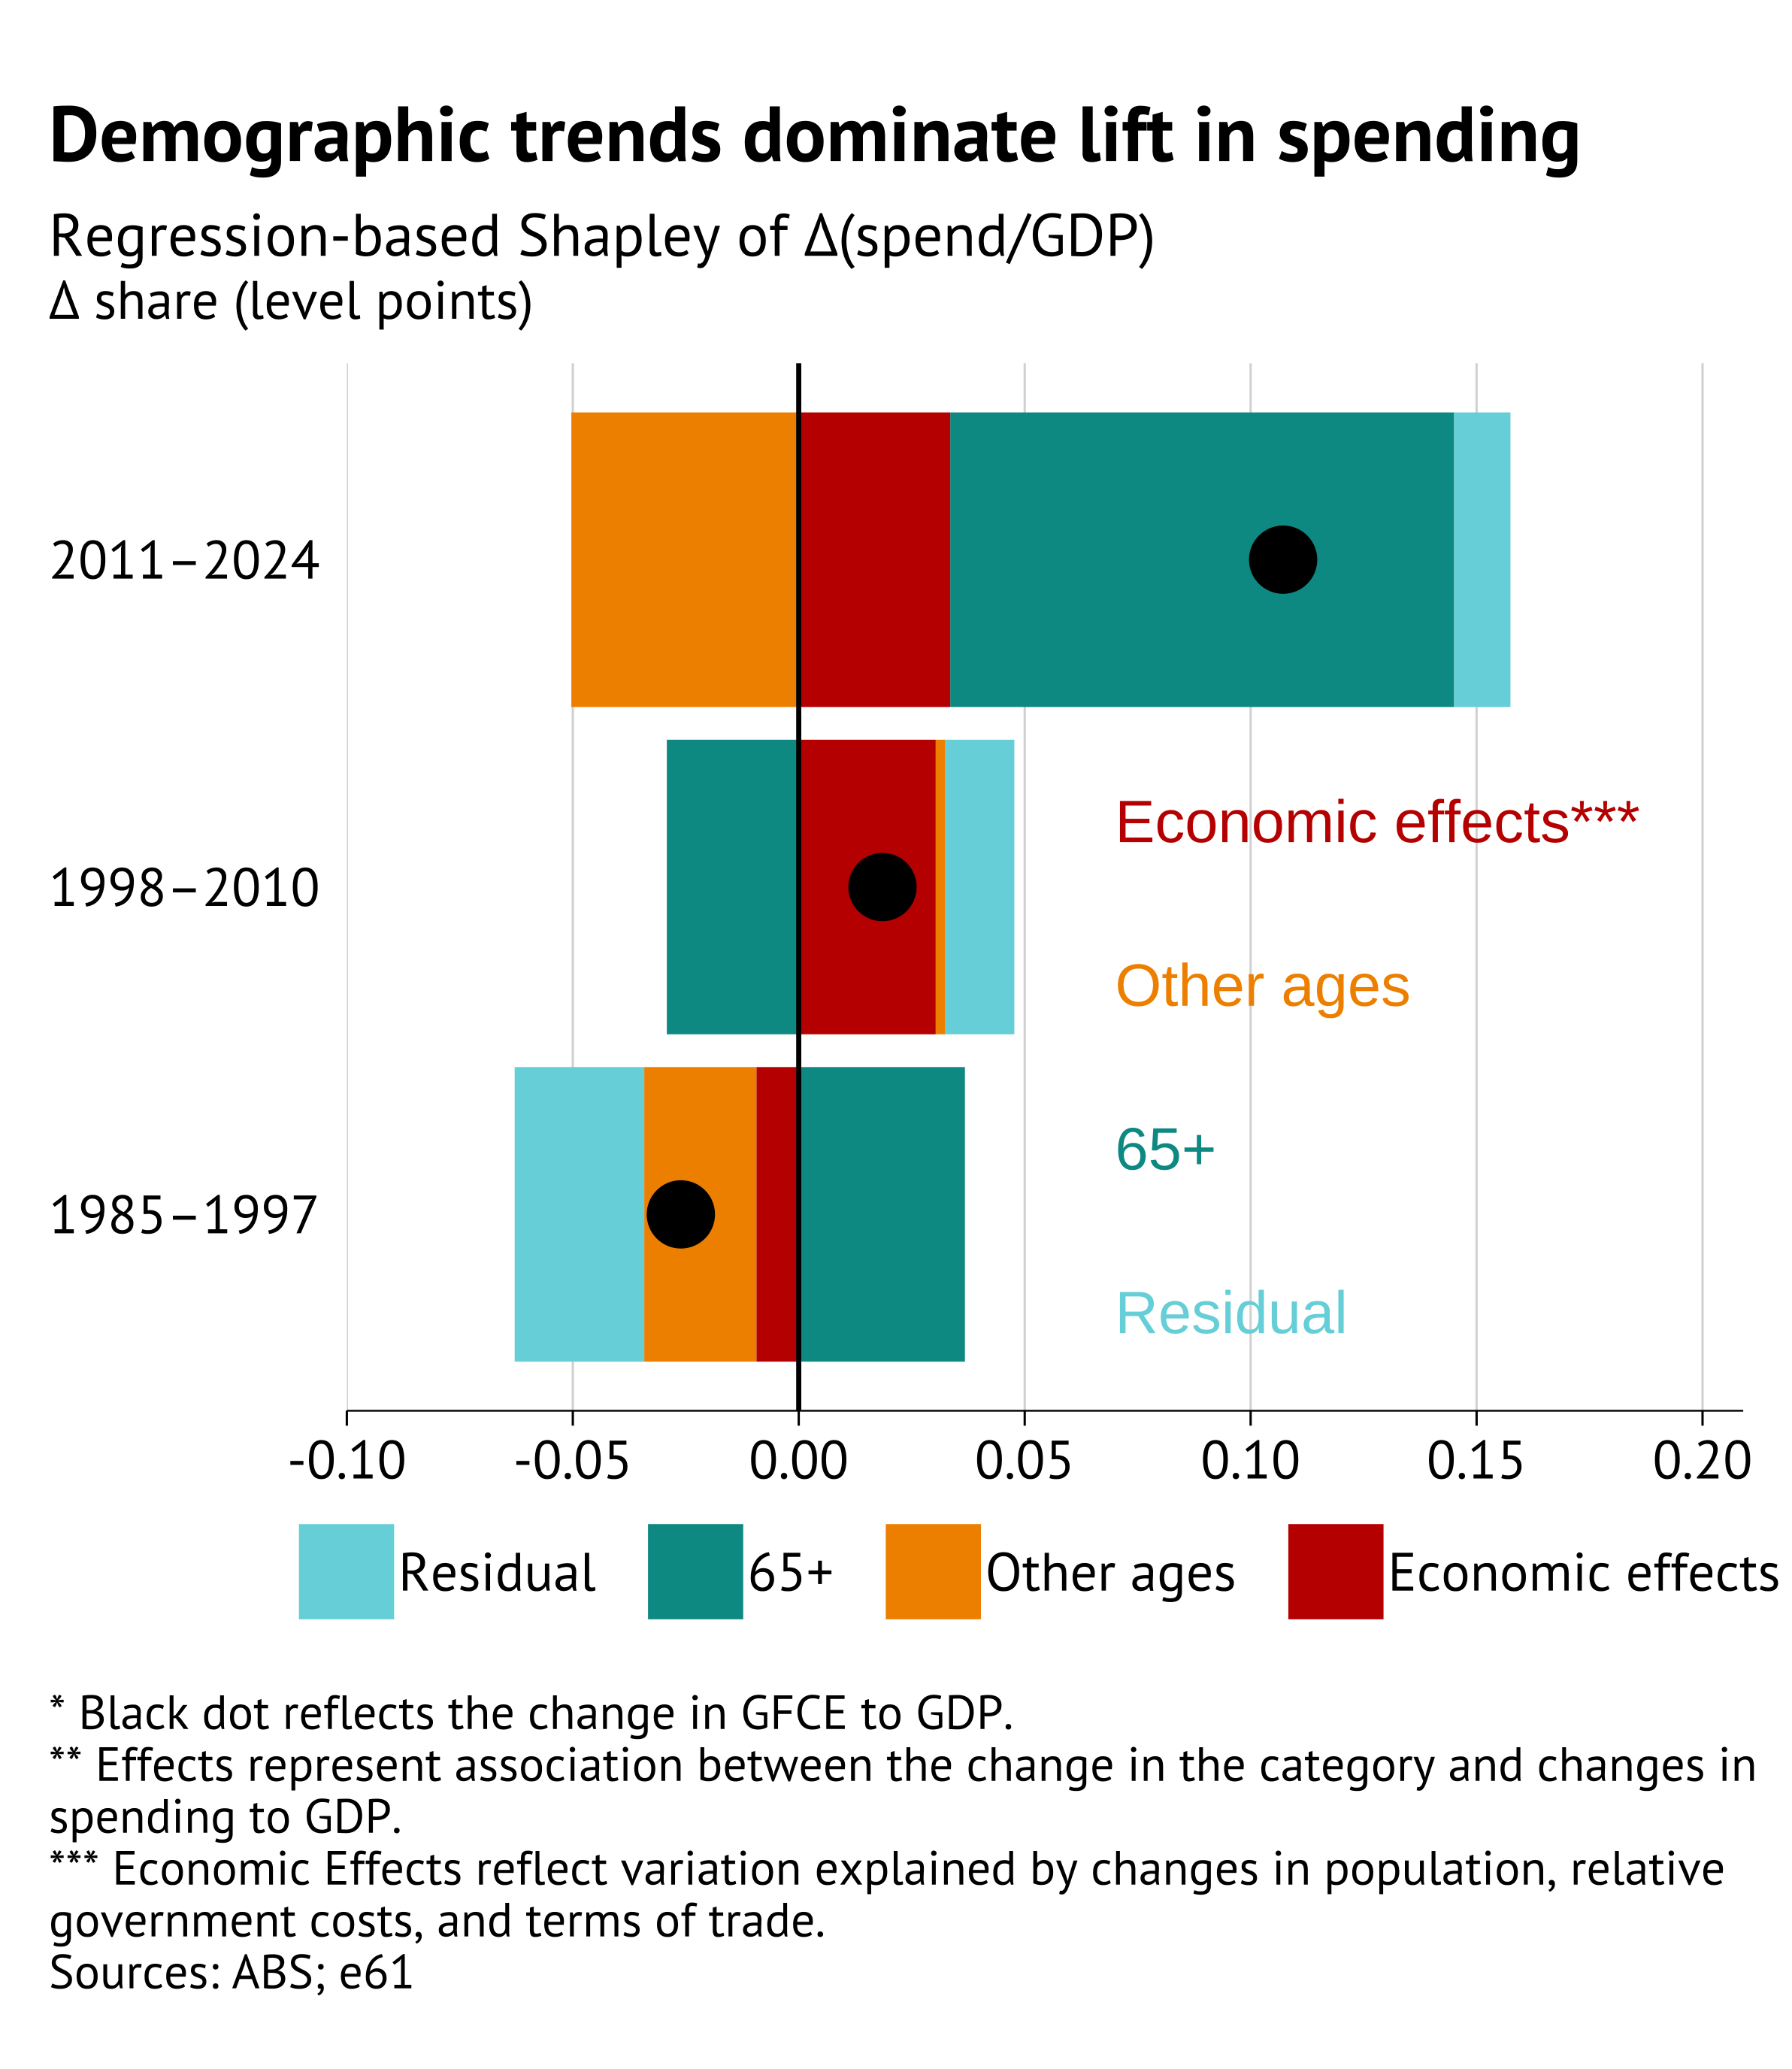 Demographic trends dominate lift in spending
Regression-based Shapley of Δ(spend/GDP)
Δ share (level points)
2011–2024
1998–2010
1985–1997
Economic effects***
Other ages
65+
Residual
-0.10 -0.05 0.00 0.05 0.10 0.15 0.20
Residual 65+ Other ages Economic effects
* Black dot reflects the change in GFCE to GDP.
** Effects represent association between the change in the category and changes in
spending to GDP.
*** Economic Effects reflect variation explained by changes in population, relative
government costs, and terms of trade.
Sources: ABS; e61